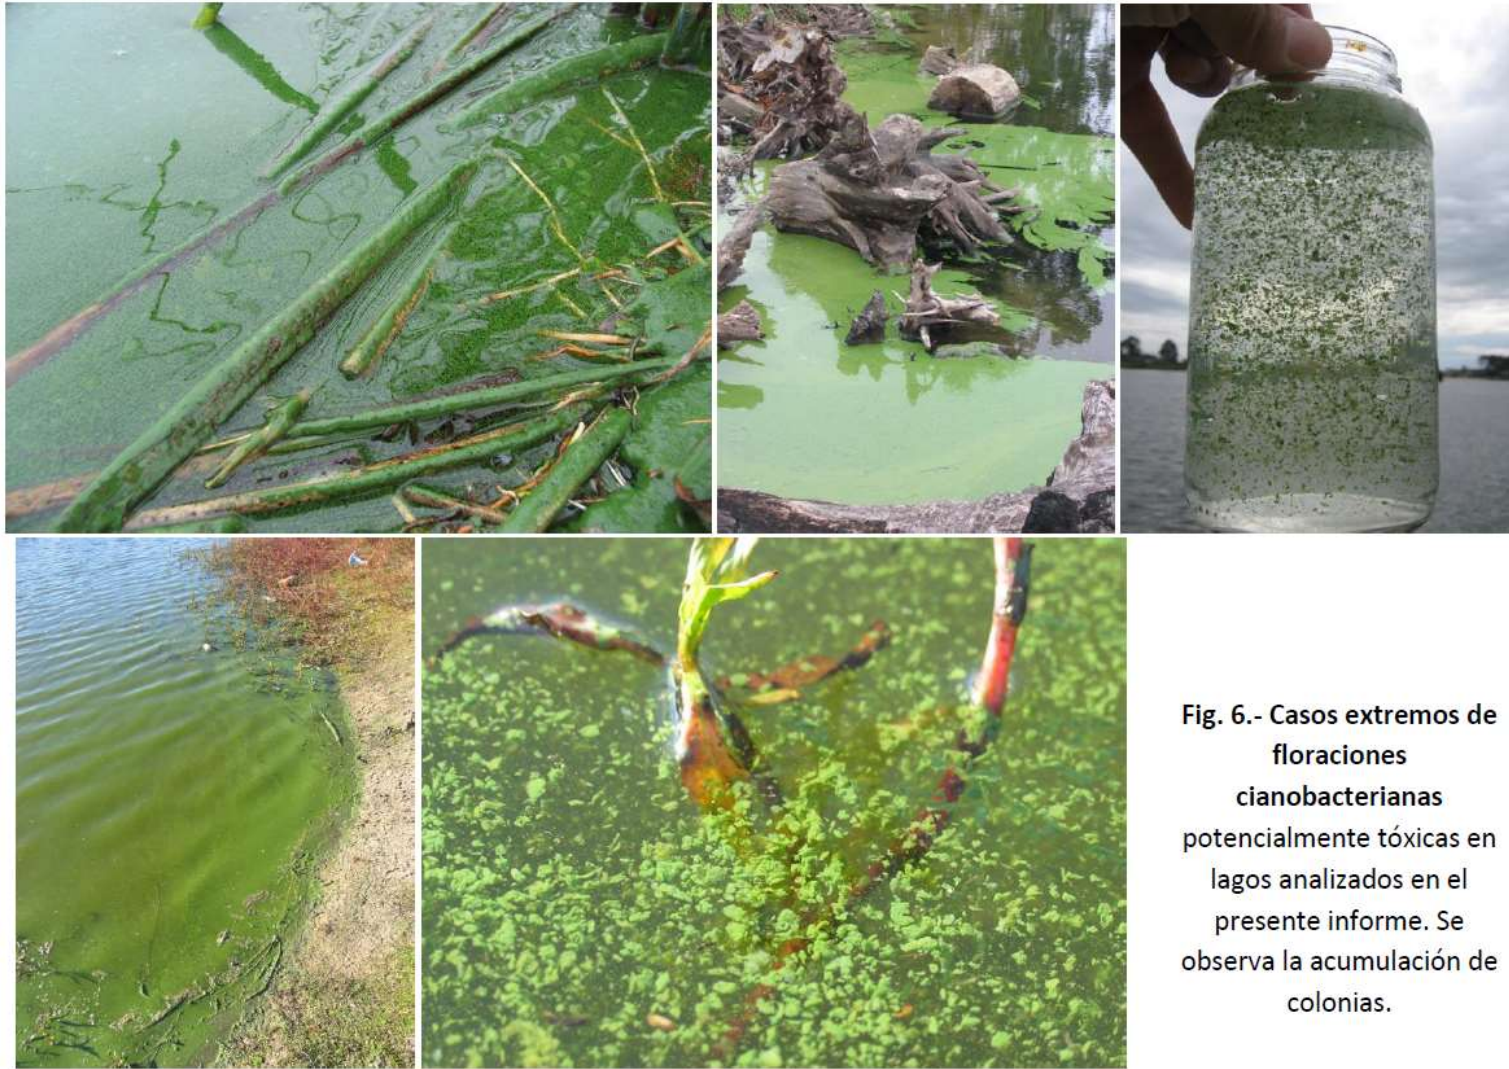 Fig. 6.- Casos extremos de
floraciones
cianobacterianas
potencialmente tóxicas en
lagos analizados en el
presente informe. Se
observa la acumulación de
colonias.